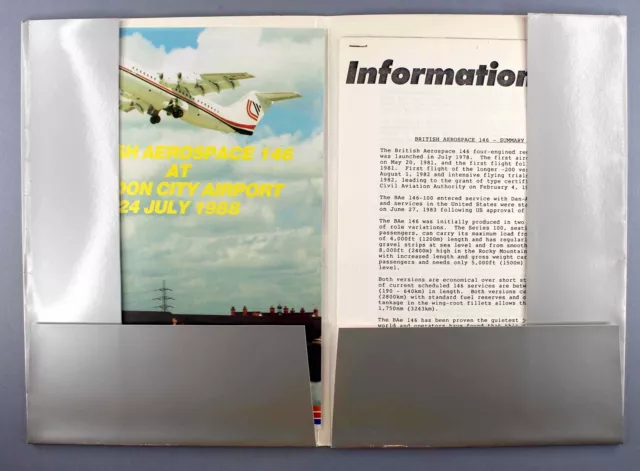 SH AEROSPACE 146
AT
DON CITY AIRPORT
24 JULY 1988
Information
BRITISH AEROSPACE 146 - SUMMARY
The British Aerospace 146 four-engined re
was launched in July 1978. The first air
on May 20, 1981, and the first flight fol
1981. First flight of the longer -200 ver
August 1, 1982 and intensive flying trial
1982, leading to the grant of type certif
Civil Aviation Authority on February 4, 1
The BAe 146-100 entered service with Dan-A
and services in the United States were sta
on June 27, 1983 following US approval of
The BAe 146 was initially produced in two
of role variations. The Series 100, seati
passengers, can carry its maximum load fro
of 4,000ft (1200m) length and has regular
gravel strips at sea level and from smoot
8,000ft (2400m) high in the Rocky Mountai
with increased length and gross weight car
passengers and needs only 5,000ft (1500m)
level.
Both versions are economical over short st
of current scheduled 146 services are betw
(190 - 640km) in length. Both versions ca
(2800km) with standard fuel reserves and o
tankage in the wing-root fillets allows th
1,750nm (3243km).
The BAe 146 has been proven the quietest j
world and operators have found that this